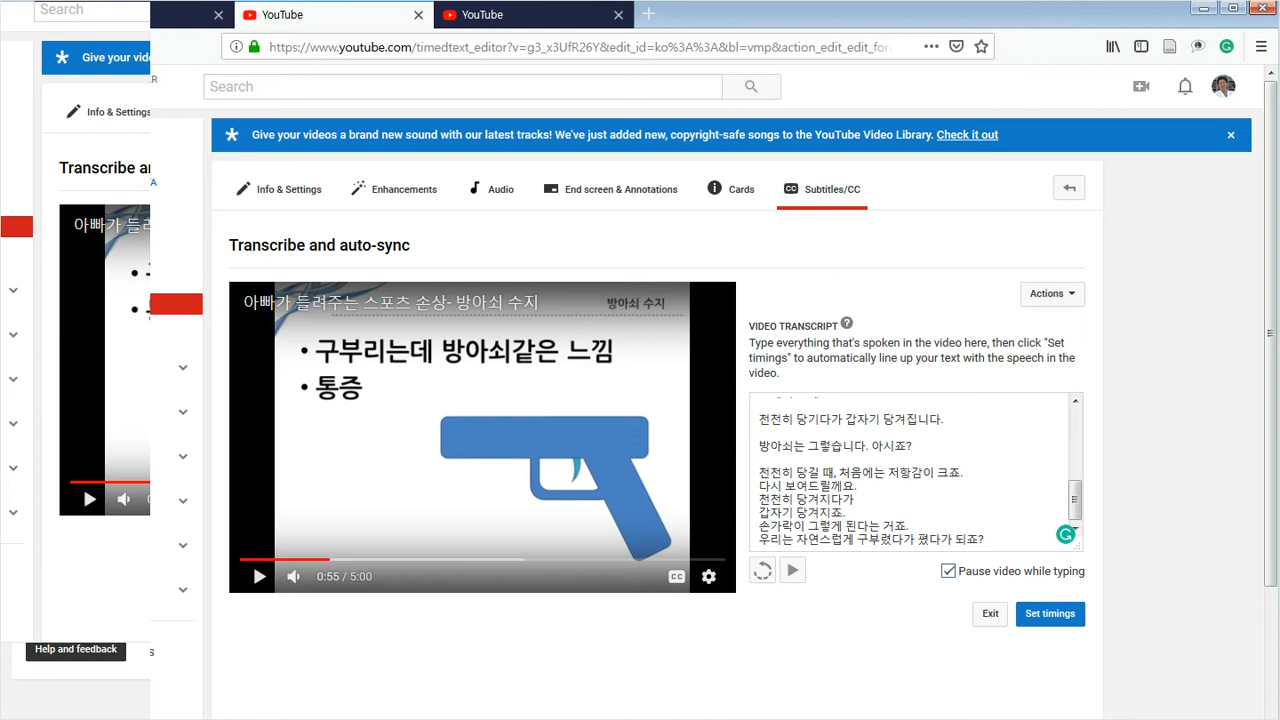 Search
YouTube
YouTube
https://www.youtube.com/timedtext_editor?v=g3_x3UfR26Y&edit_id=ko%3A%3A&bl=vmp&action_edit_edit_for
Search
Give your vid
Give your videos a brand new sound with our latest tracks! We've just added new, copyright-safe songs to the YouTube Video Library. Check it out
Info & Settings
Info & Settings
Enhancements
Audio
End screen & Annotations
Cards
CC Subtitles/CC
Transcribe an
Transcribe and auto-sync
아빠가 들려
아빠가 들려주는 스포츠 손상- 방아쇠 수지
방아쇠 수지
• 구부리는데 방아쇠같은 느낌
• 통증
0:55 / 5:00
CC
Actions
VIDEO TRANSCRIPT ?
Type everything that's spoken in the video here, then click "Set
timings" to automatically line up your text with the speech in the
video.
천천히 당기다가 갑자기 당겨집니다.
방아쇠는 그렇습니다. 아시죠?
천천히 당길 때, 처음에는 저항감이 크죠.
다시 보여드릴께요.
천천히 당겨지다가
갑자기 당겨지죠.
손가락이 그렇게 된다는 거죠.
우리는 자연스럽게 구부렸다가 폈다가 되죠?
Pause video while typing
Exit
Set timings
Help and feedback